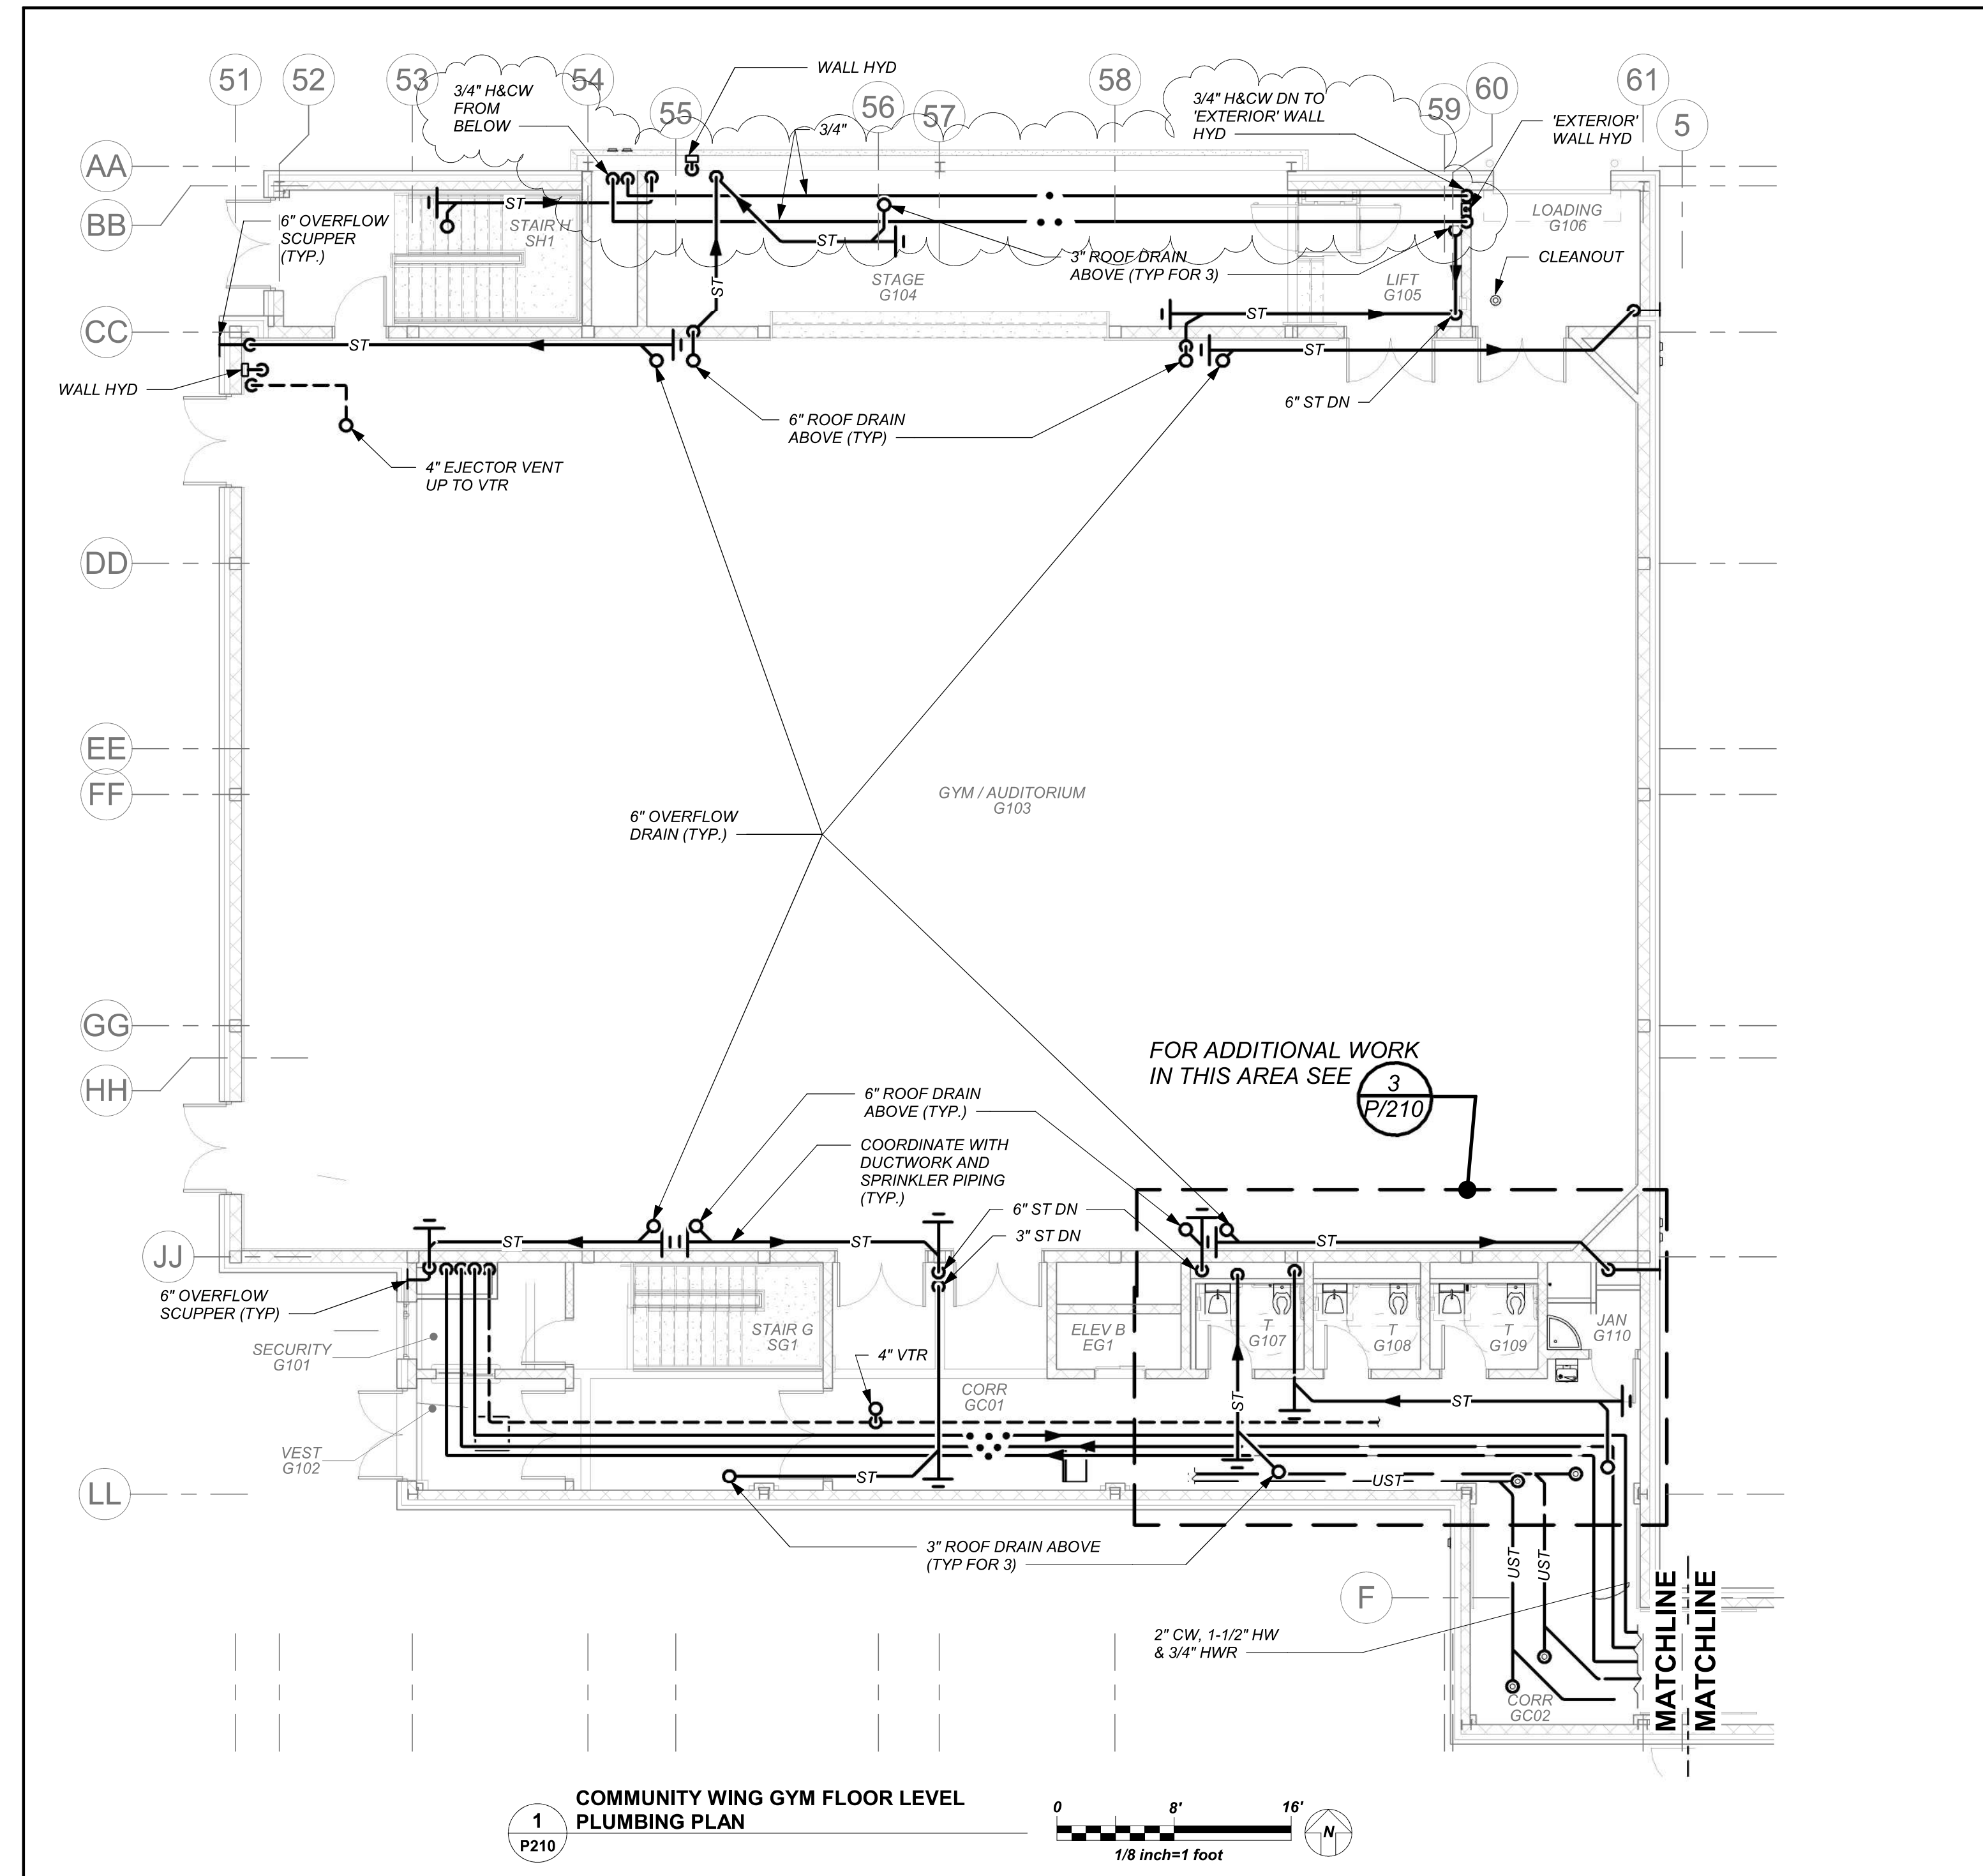 51
52
53
54
55
56
57
58
59
60
61
5
WALL HYD
3/4" H&CW
FROM
BELOW
3/4"
3/4" H&CW DN TO
'EXTERIOR' WALL
HYD
'EXTERIOR'
WALL HYD
AA
BB
6" OVERFLOW
SCUPPER
(TYP.)
ST
STAIR H
SH1
LOADING
G106
ST
3" ROOF DRAIN
ABOVE (TYP FOR 3)
CLEANOUT
STAGE
G104
LIFT
G105
ST
ST
CC
ST
ST
WALL HYD
6" ST DN
6" ROOF DRAIN
ABOVE (TYP)
4" EJECTOR VENT
UP TO VTR
DD
EE
FF
GYM / AUDITORIUM
G103
6" OVERFLOW
DRAIN (TYP.)
GG
HH
FOR ADDITIONAL WORK
IN THIS AREA SEE
3
P/210
6" ROOF DRAIN
ABOVE (TYP.)
COORDINATE WITH
DUCTWORK AND
SPRINKLER PIPING
(TYP.)
6" ST DN
3" ST DN
JJ
ST
ST
ST
6" OVERFLOW
SCUPPER (TYP)
SECURITY
G101
STAIR G
SG1
ELEV B
EG1
T
G107
T
G108
T
G109
JAN
G110
4" VTR
CORR
GC01
ST
ST
VEST
G102
LL
ST
UST
3" ROOF DRAIN ABOVE
(TYP FOR 3)
UST
UST
F
2" CW, 1-1/2" HW
& 3/4" HWR
MATCHLINE
MATCHLINE
CORR
GC02
1
P210
COMMUNITY WING GYM FLOOR LEVEL
PLUMBING PLAN
0 8' 16'
1/8 inch=1 foot
N